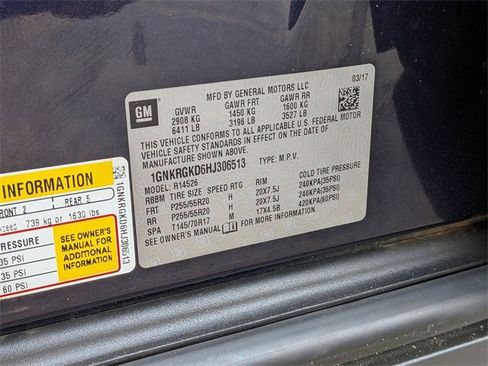 MFD BY GENERAL MOTORS LLC
03/17
GM
GVWR GAWR FRT GAWR RR
2908 KG 1450 KG 1600 KG
6411 LB 3196 LB 3527 LB
THIS VEHICLE CONFORMS TO ALL APPLICABLE U.S. FEDERAL
MOTOR VEHICLE SAFETY AND THEFT PREVENTION
STANDARDS IN EFFECT ON THE DATE OF
MANUFACTURE SHOWN ABOVE.
1GNKRGKD6HJ306513 TYPE: M.P.V.
MODEL: R14526
RBBM TIRE SIZE SPEED RTG RIM COLD TIRE PRESSURE
FRT P255/55R20 H 20X7.5J 240KPA(35PSI)
RR P255/55R20 H 20X7.5J 240KPA(35PSI)
SPA T145/70R17 M 17X4.5B 420KPA(60PSI)
SEE OWNER'S MANUAL FOR MORE INFORMATION.
INFORMATION
FRONT 2 REAR 5
exceed 739 kg or 1630 lbs.
PRESSURE
35 PSI
35 PSI
60 PSI
SEE OWNER'S
MANUAL FOR
ADDITIONAL
INFORMATION
1GNKRGKD6HJ306513